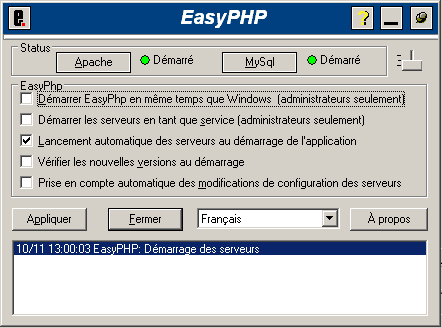 e.
EasyPHP
?
Status
Apache
Démarré
MySql
Démarré
EasyPhp
Démarrer EasyPhp en même temps que Windows (administrateurs seulement)
Démarrer les serveurs en tant que service (administrateurs seulement)
Lancement automatique des serveurs au démarrage de l'application
Vérifier les nouvelles versions au démarrage
Prise en compte automatique des modifications de configuration des serveurs
Appliquer
Fermer
Français
À propos
10/11 13:00:03 EasyPHP: Démarrage des serveurs